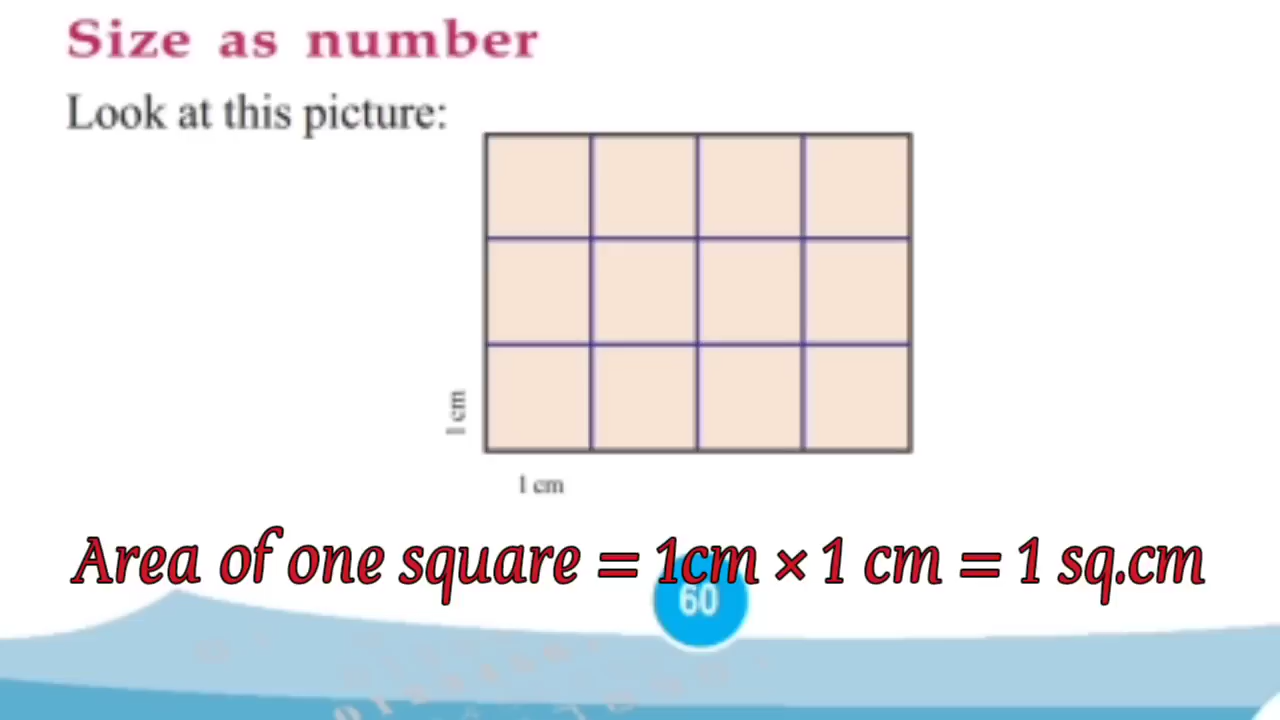 Size as number
Look at this picture:
1 cm
1 cm
Area of one square = 1cm × 1 cm = 1 sq.cm
60